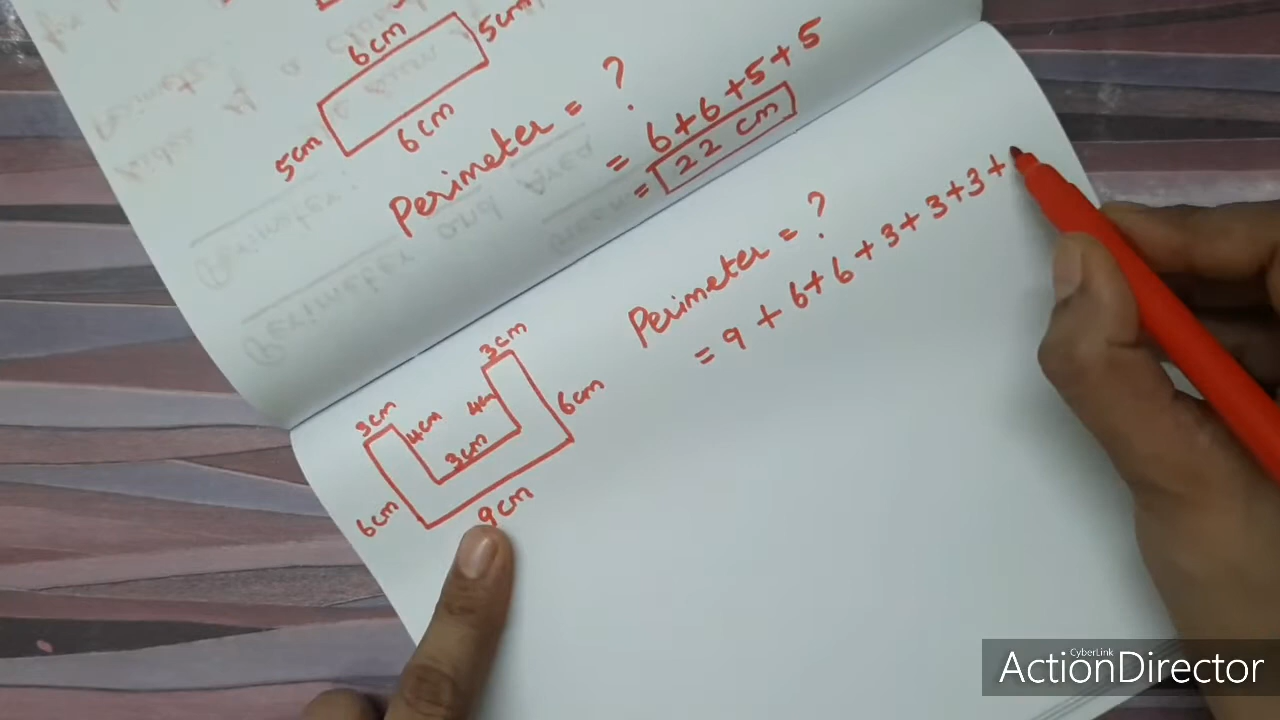 6cm
5cm
5cm
6cm
Perimeter = ?
= 6+6+5+5
= 22 cm
Perimeter = ?
= 9 + 6+6+3+3+3+
3cm
3cm
4cm
4cm
6cm
3cm
6cm
9cm
CyberLink
ActionDirector